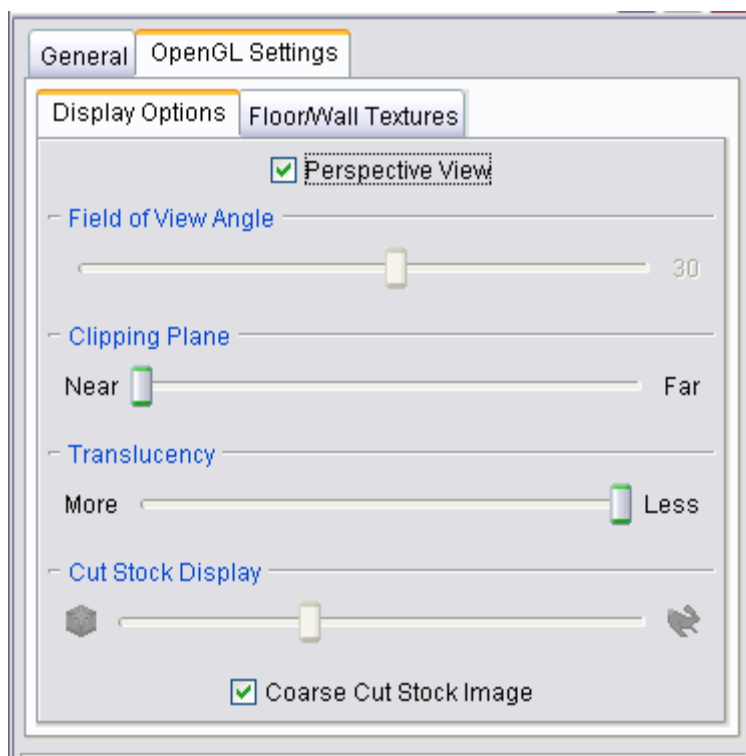 General OpenGL Settings
Display Options Floor/Wall Textures
Perspective View
Field of View Angle
30
Clipping Plane
Near Far
Translucency
More Less
Cut Stock Display
Coarse Cut Stock Image